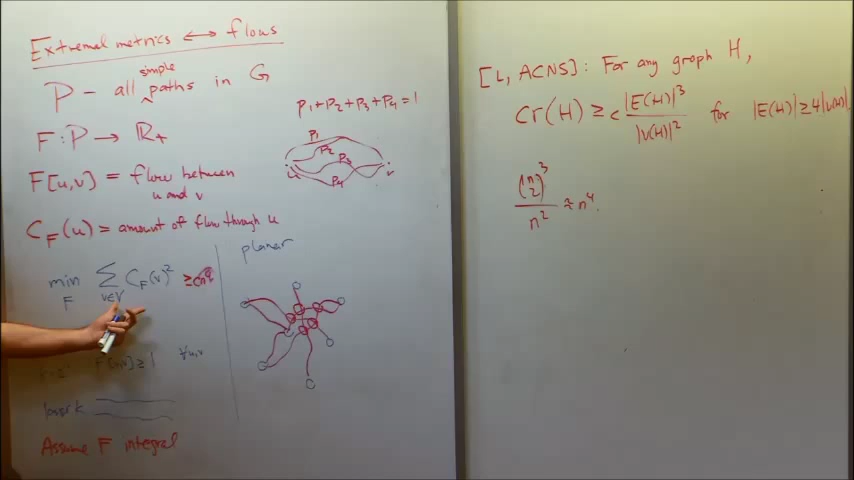 Extremal metrics ↔ flows
P - all simple paths in G
F : P → R₊
F[u,v] = flow between
u and v
C_F(u) = amount of flow through u
min Σ C_F(v)² ≥
F v∈V
≥ 1 ∀u,v
Assume F integral
p₁+p₂+p₃+p₄=1
P₁
P₂
P₃
P₄
u v
planar
[L, ACNS]: For any graph H,
Cr(H) ≥ c |E(H)|³ / |V(H)|² for |E(H)| ≥ 4|V(H)|
(n 2)³ / n² ≈ n⁴.